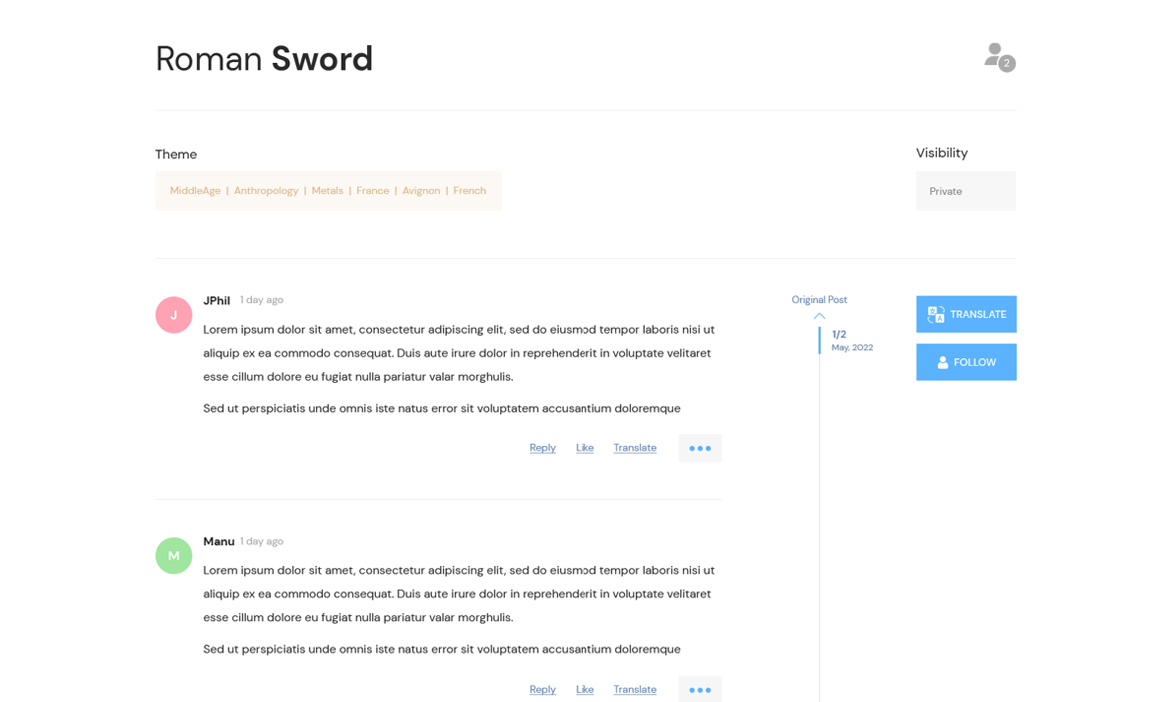 Roman Sword
2
Theme
Visibility
MiddleAge | Anthropology | Metals | France | Avignon | French
Private
JPhil 1 day ago
Lorem ipsum dolor sit amet, consectetur adipiscing elit, sed do eiusmod tempor laboris nisi ut
aliquip ex ea commodo consequat. Duis aute irure dolor in reprehenderit in voluptate velitaret
esse cillum dolore eu fugiat nulla pariatur valar morghulis.
Sed ut perspiciatis unde omnis iste natus error sit voluptatem accusantium doloremque
Reply Like Translate
Original Post
1/2
May, 2022
TRANSLATE
FOLLOW
M
Manu 1 day ago
Lorem ipsum dolor sit amet, consectetur adipiscing elit, sed do eiusmod tempor laboris nisi ut
aliquip ex ea commodo consequat. Duis aute irure dolor in reprehenderit in voluptate velitaret
esse cillum dolore eu fugiat nulla pariatur valar morghulis.
Sed ut perspiciatis unde omnis iste natus error sit voluptatem accusantium doloremque
Reply Like Translate